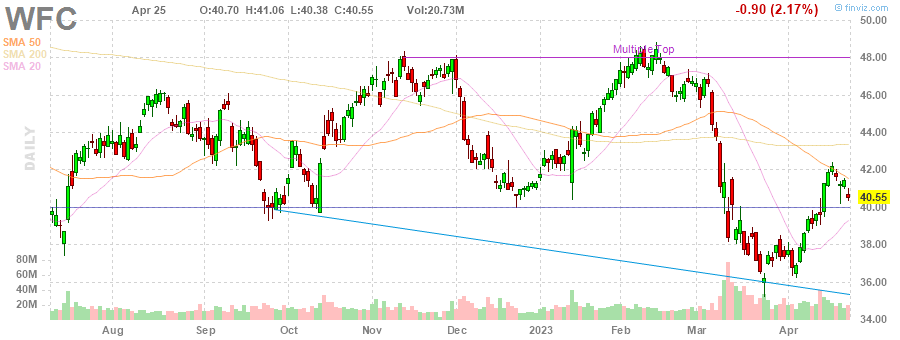 WFC Apr 25 O:40.70 H:41.06 L:40.38 C:40.55 Vol:20.73M -0.90 (2.17%) © finviz.com
SMA 50
SMA 200
SMA 20
DAILY
Multiple Top
50.00
48.00
46.00
44.00
42.00
40.55
40.00
38.00
36.00
34.00
80M
60M
40M
20M
Aug Sep Oct Nov Dec 2023 Feb Mar Apr